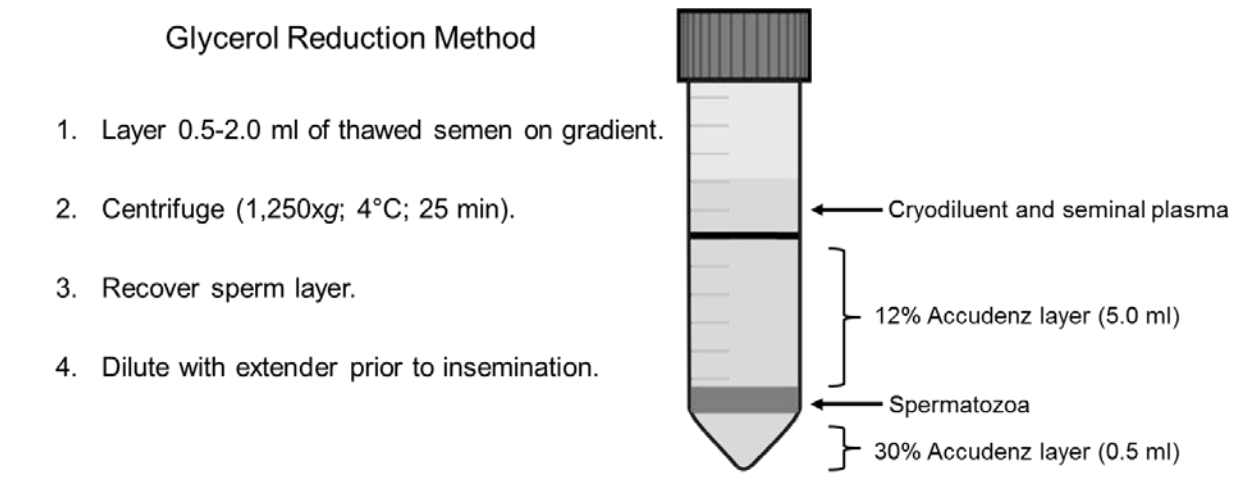 Glycerol Reduction Method
1. Layer 0.5-2.0 ml of thawed semen on gradient.
2. Centrifuge (1,250xg; 4°C; 25 min).
3. Recover sperm layer.
4. Dilute with extender prior to insemination.
Cryodiluent and seminal plasma
12% Accudenz layer (5.0 ml)
Spermatozoa
30% Accudenz layer (0.5 ml)